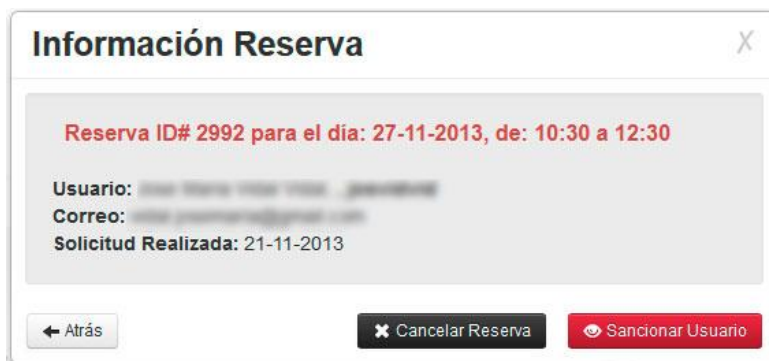 Información Reserva X
Reserva ID# 2992 para el día: 27-11-2013, de: 10:30 a 12:30
Usuario:
Correo:
Solicitud Realizada: 21-11-2013
Atrás Cancelar Reserva Sancionar Usuario